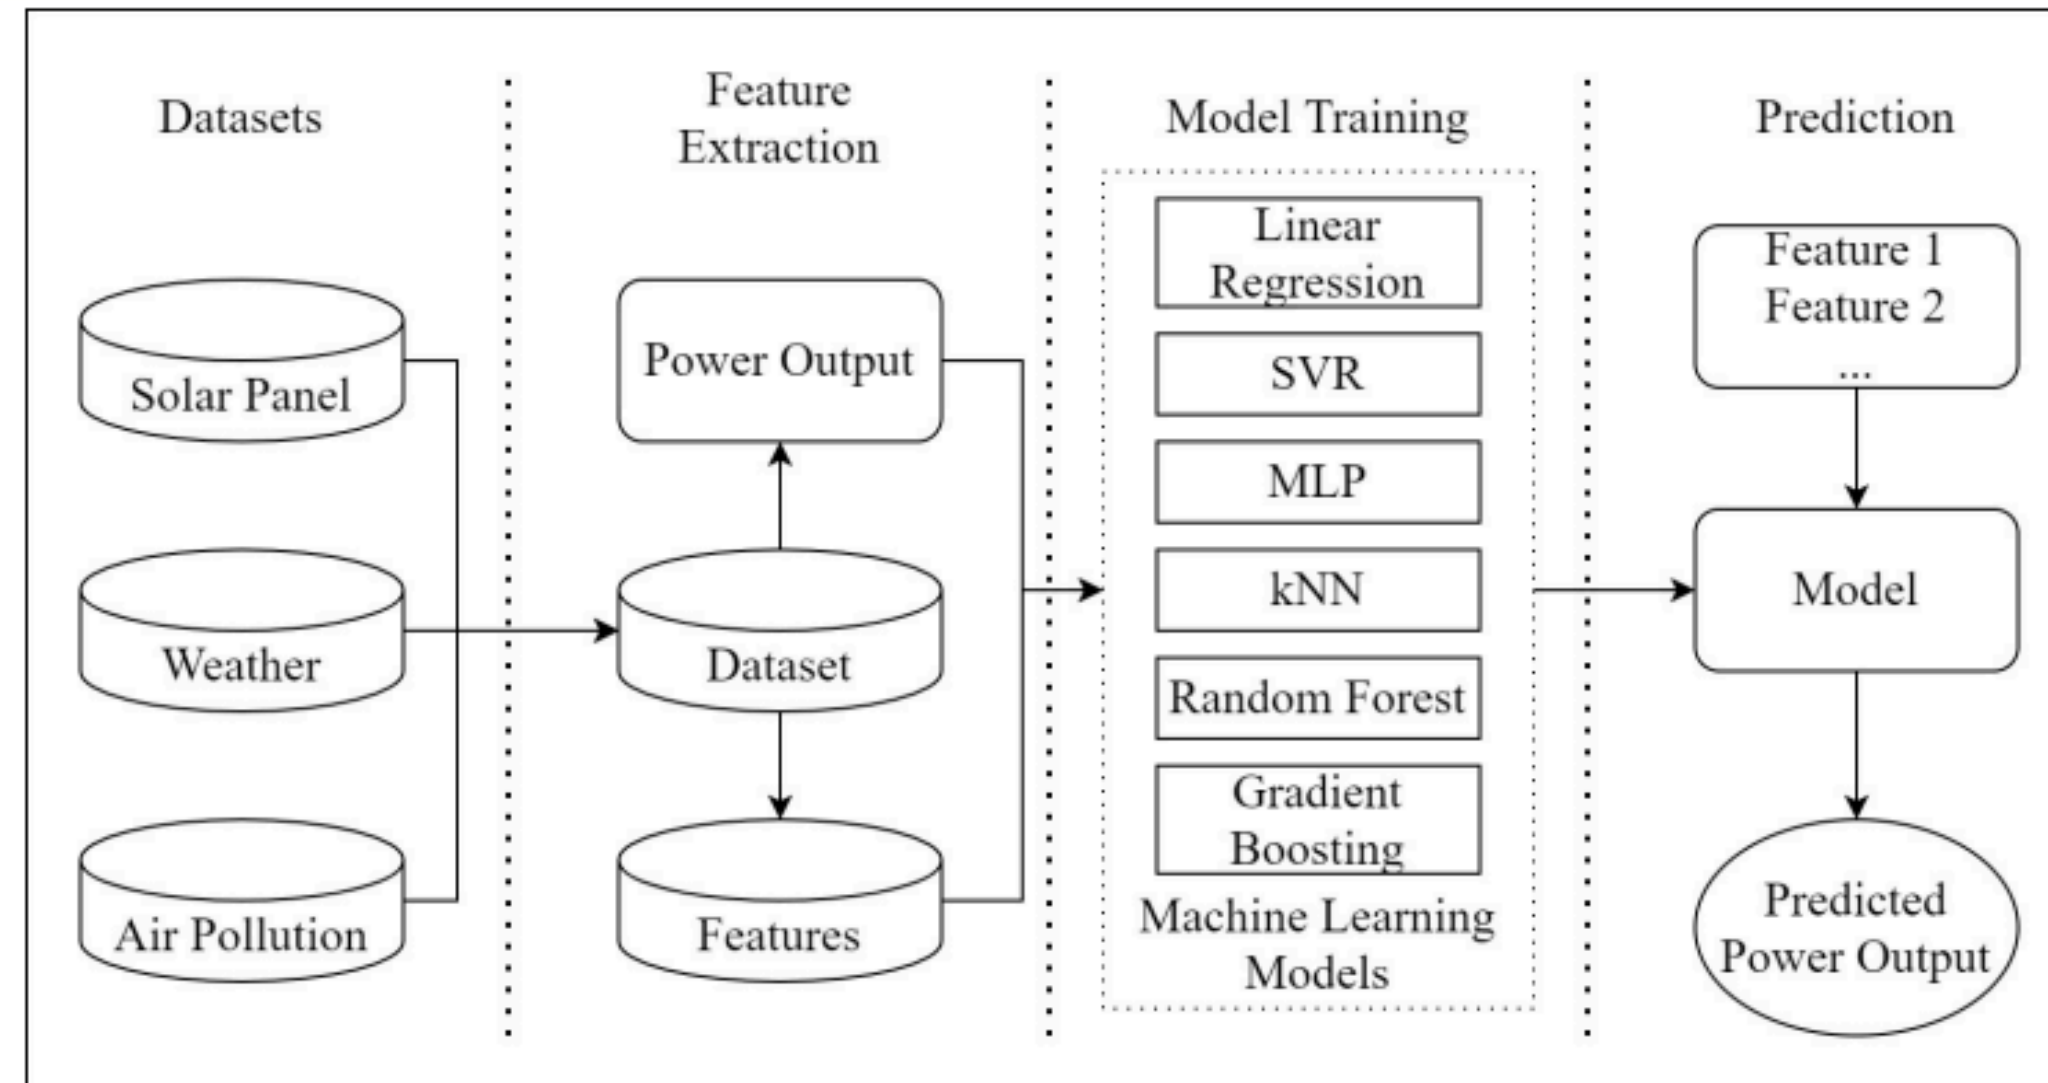 Datasets
Solar Panel
Weather
Air Pollution
Feature
Extraction
Power Output
Dataset
Features
Model Training
Linear
Regression
SVR
MLP
kNN
Random Forest
Gradient
Boosting
Machine Learning
Models
Prediction
Feature 1
Feature 2
...
Model
Predicted
Power Output